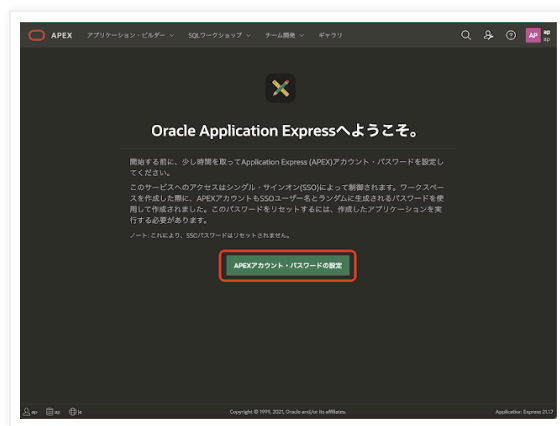 APEX アプリケーション・ビルダー SQLワークショップ チーム開発 ギャラリ AP ap
ap
Oracle Application Expressへようこそ。
開始する前に、少し時間を取ってApplication Express (APEX)アカウント・パスワードを設定し
てください。
このサービスへのアクセスはシングル・サインオン(SSO)によって制御されます。ワークスペー
スを作成した際に、APEXアカウントもSSOユーザー名とランダムに生成されるパスワードを使
用して作成されました。このパスワードをリセットするには、作成したアプリケーションを実
行する必要があります。
ノート: これにより、SSOパスワードはリセットされません。
APEXアカウント・パスワードの設定
ap ap ja Copyright © 1999, 2021, Oracle and/or its affiliates. Application Express 21.1.7